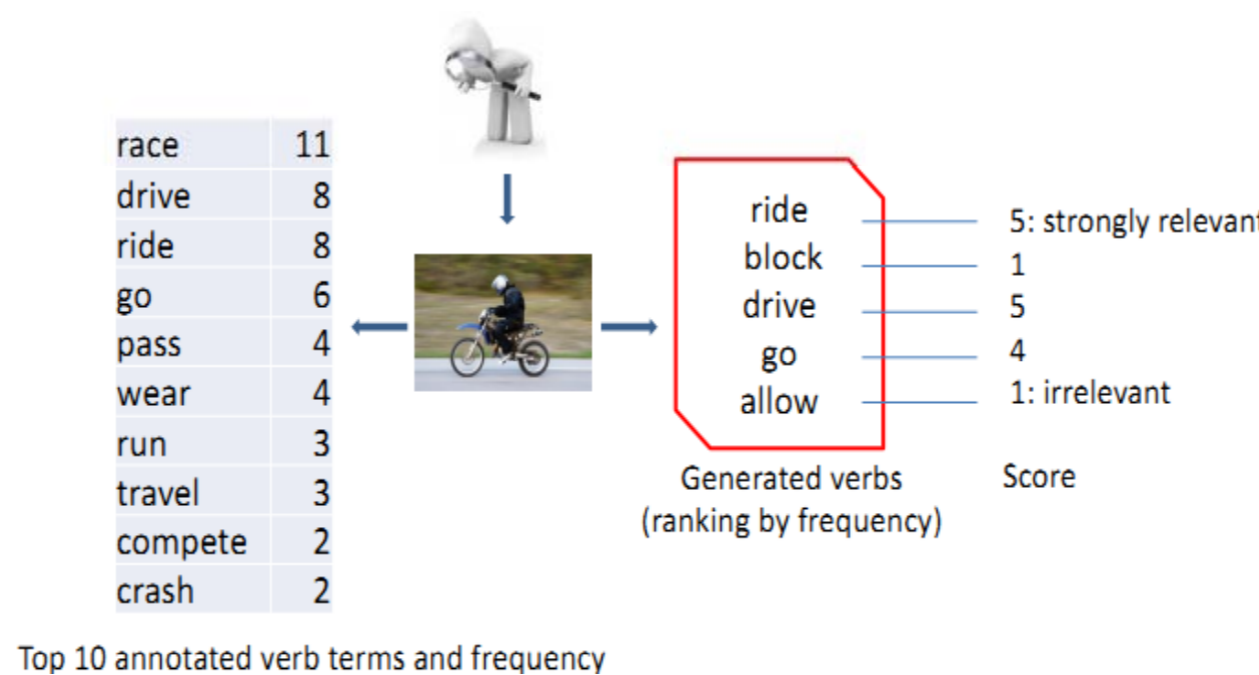 race 11
drive 8
ride 8
go 6
pass 4
wear 4
run 3
travel 3
compete 2
crash 2
Top 10 annotated verb terms and frequency
ride 5: strongly relevant
block 1
drive 5
go 4
allow 1: irrelevant
Generated verbs Score
(ranking by frequency)